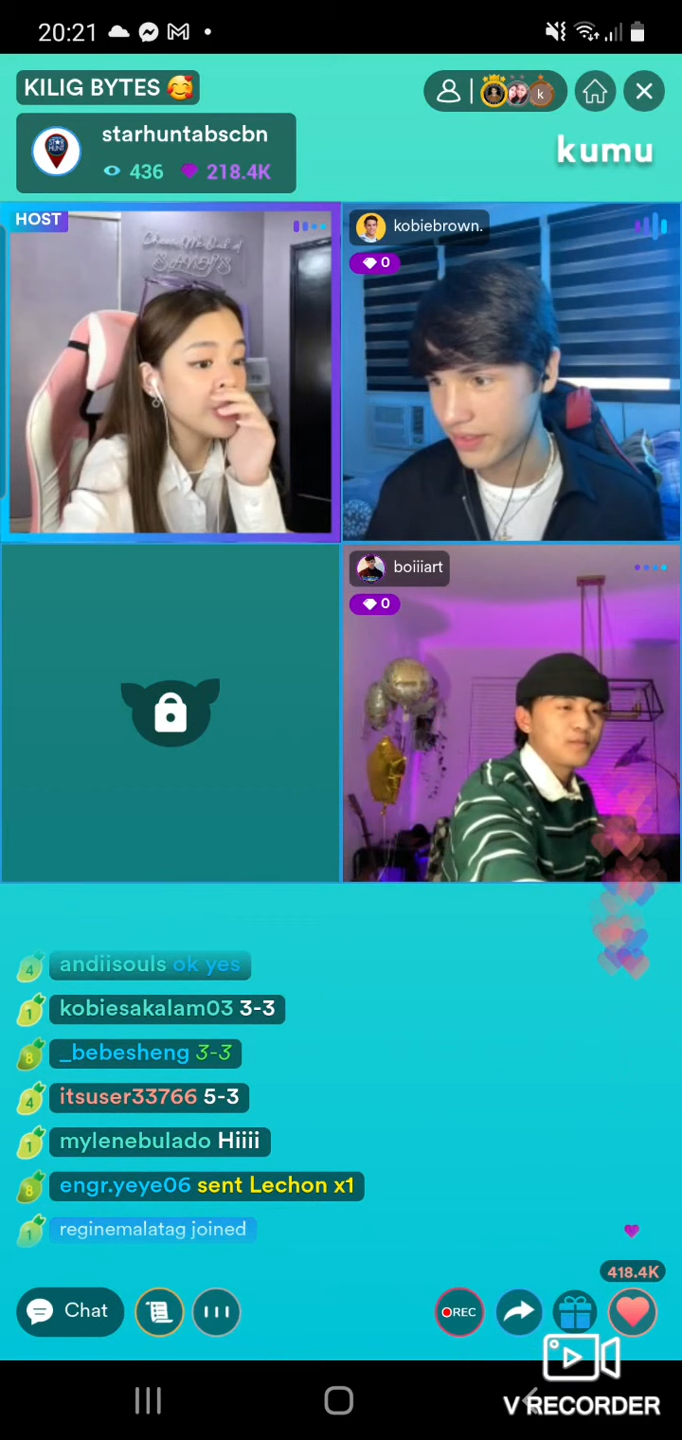 20:21
KILIG BYTES 🥰
k
starhuntabscbn
436 218.4K
kumu
HOST
kobiebrown.
0
boiiiart
0
andiisouls ok yes
kobiesakalam03 3-3
_bebesheng 3-3
itsuser33766 5-3
mylenebulado Hiiii
engr.yeye06 sent Lechon x1
reginemalatag joined
418.4K
Chat
REC
V RECORDER
4
1
8
4
1
8
1